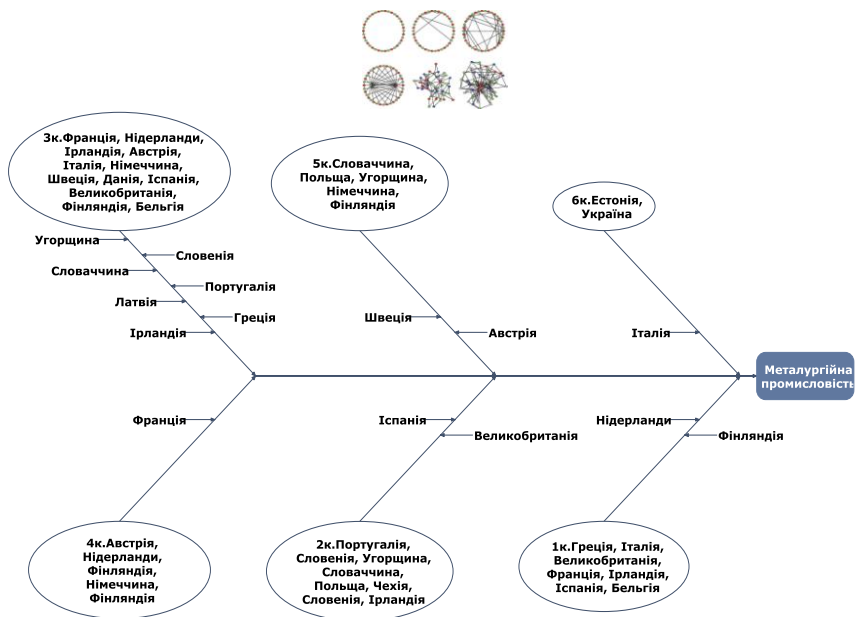 3к.Франція, Нідерланди,
Ірландія, Австрія,
Італія, Німеччина,
Швеція, Данія, Іспанія,
Великобританія,
Фінляндія, Бельгія
5к.Словаччина,
Польща, Угорщина,
Німеччина,
Фінляндія
6к.Естонія,
Україна
Угорщина
Словенія
Словаччина
Португалія
Латвія
Греція
Ірландія
Швеція
Австрія
Італія
Металургійна
промисловість
Франція
Іспанія
Великобританія
Нідерланди
Фінляндія
4к.Австрія,
Нідерланди,
Фінляндія,
Німеччина,
Фінляндія
2к.Португалія,
Словенія, Угорщина,
Словаччина,
Польща, Чехія,
Словенія, Ірландія
1к.Греція, Італія,
Великобританія,
Франція, Ірландія,
Іспанія, Бельгія